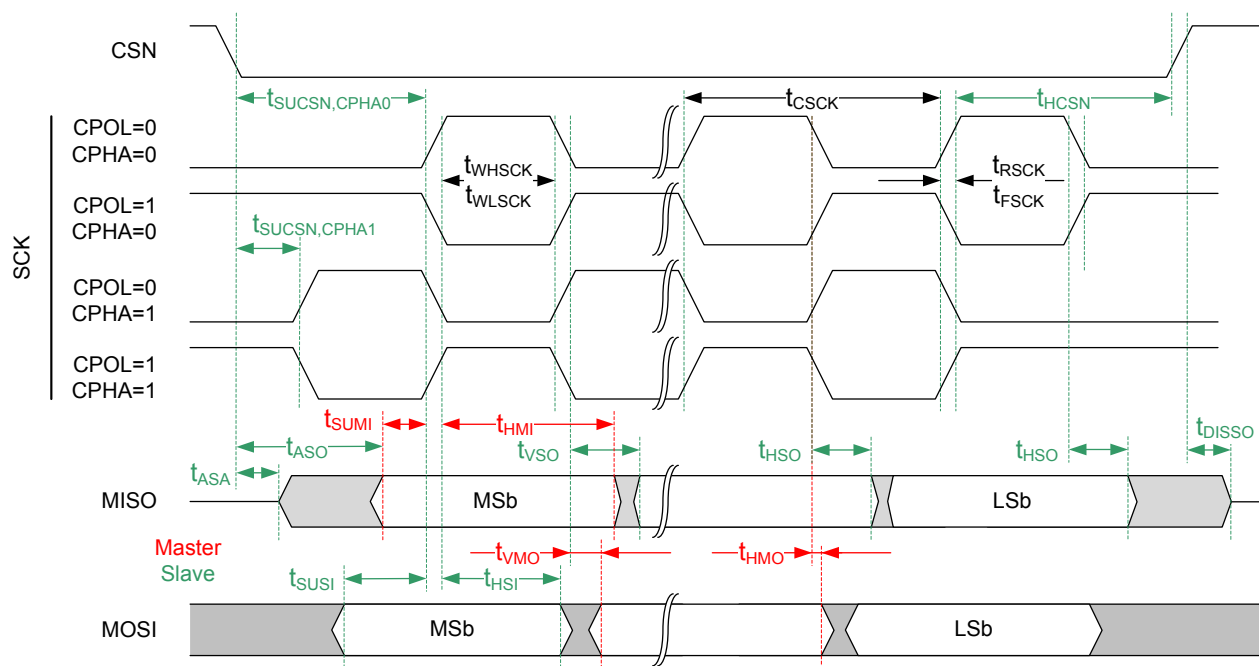 CSN
tSUCSN,CPHA0
tCSCK
tHCSN
SCK
CPOL=0
CPHA=0
tWHSCK
tWLSCK
tRSCK
tFSCK
CPOL=1
CPHA=0
tSUCSN,CPHA1
CPOL=0
CPHA=1
CPOL=1
CPHA=1
tSUMI
tHMI
tASO
tVSO
tHSO
tHSO
tDISSO
tASA
MISO
MSb
LSb
Master
Slave
tVMO
tHMO
tSUSI
tHSI
MOSI
MSb
LSb